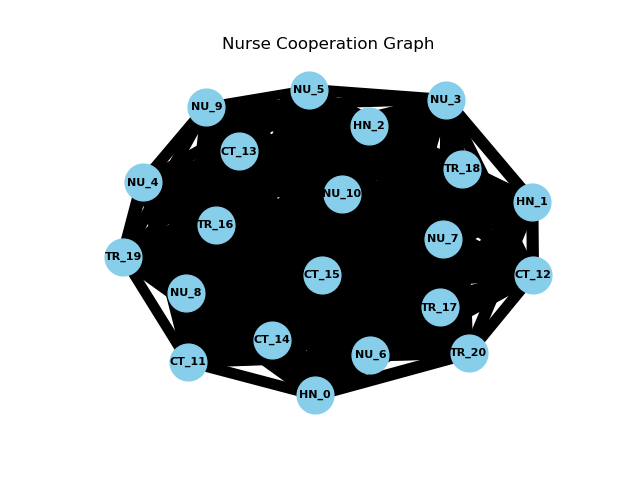 Nurse Cooperation Graph
NU_5
NU_3
NU_9
HN_2
CT_13
TR_18
NU_4
NU_10
HN_1
TR_16
NU_7
TR_19
CT_15
CT_12
NU_8
TR_17
CT_14
TR_20
NU_6
CT_11
HN_0